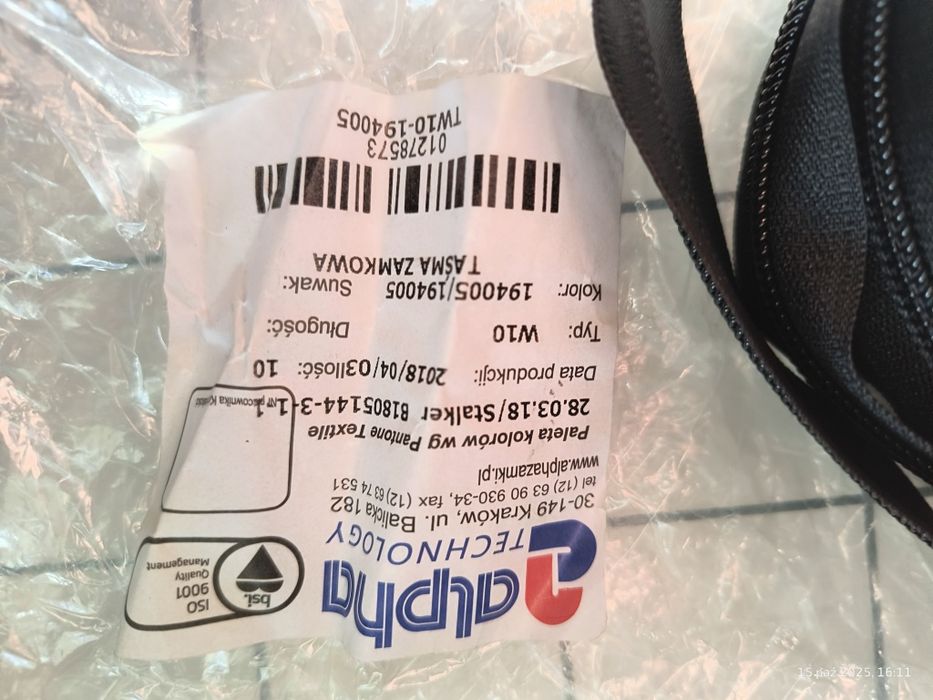 alpha
TECHNOLOGY
bsi.
ISO
9001
Quality
Management
30-149 Kraków, ul. Balicka 182
tel (12) 63 90 930-34, fax (12) 63 74 531
www.alphazamki.pl
Paleta kolorów wg Pantone Textile
28.03.18/Stalker B1805144-3-1-1
Data produkcji: 2018/04/03 Ilość: 10
Typ: W10 Długość:
Kolor: 194005/194005 Suwak:
TAŚMA ZAMKOWA
01278573
TW10-194005
15 paź 2025, 16:11